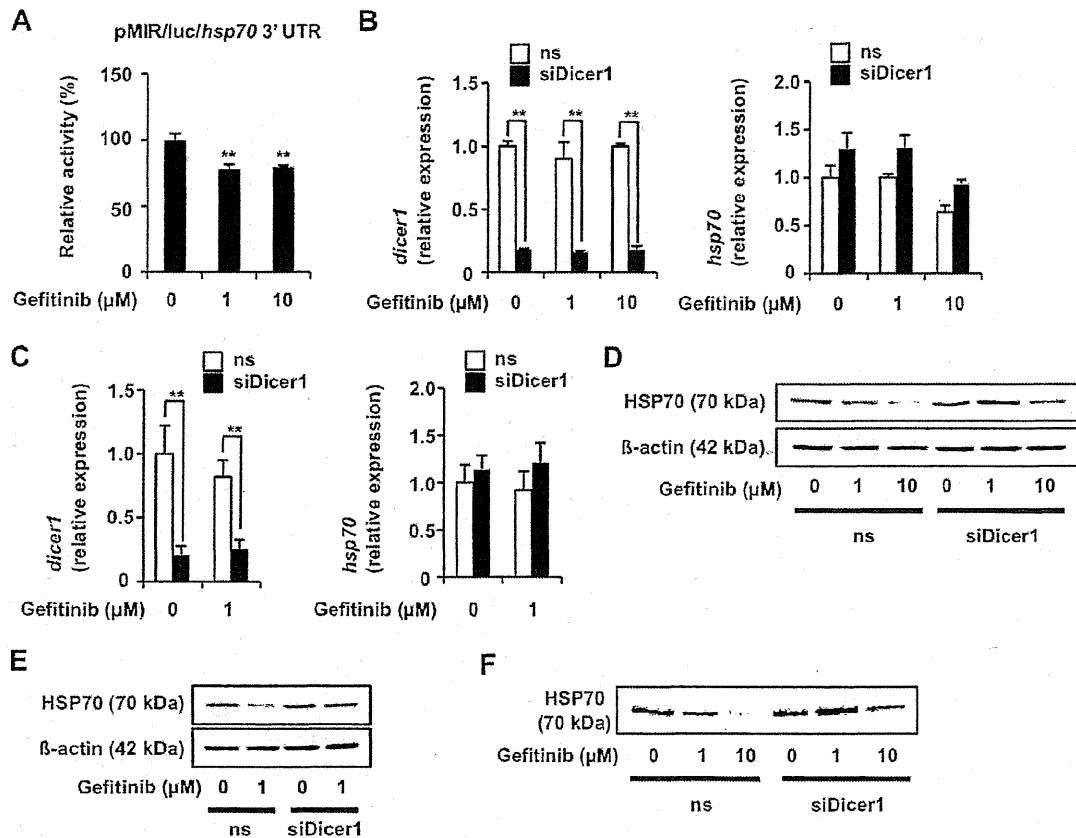 A
pMIR/luc/hsp70 3' UTR
Relative activity (%)
150
100
50
0
** **
Gefitinib (µM) 0 1 10
B
ns
siDicer1
dicer1
(relative expression)
1.5
1.0
0.5
0
** ** **
Gefitinib (µM) 0 1 10
ns
siDicer1
hsp70
(relative expression)
2.0
1.5
1.0
0.5
0
0 1 10
C
ns
siDicer1
dicer1
(relative expression)
1.5
1.0
0.5
0
** **
Gefitinib (µM) 0 1
ns
siDicer1
hsp70
(relative expression)
2.0
1.5
1.0
0.5
0
Gefitinib (µM) 0 1
D
HSP70 (70 kDa)
ß-actin (42 kDa)
Gefitinib (µM) 0 1 10 0 1 10
ns siDicer1
E
HSP70 (70 kDa)
ß-actin (42 kDa)
Gefitinib (µM) 0 1 0 1
ns siDicer1
F
HSP70
(70 kDa)
Gefitinib (µM) 0 1 10 0 1 10
ns siDicer1